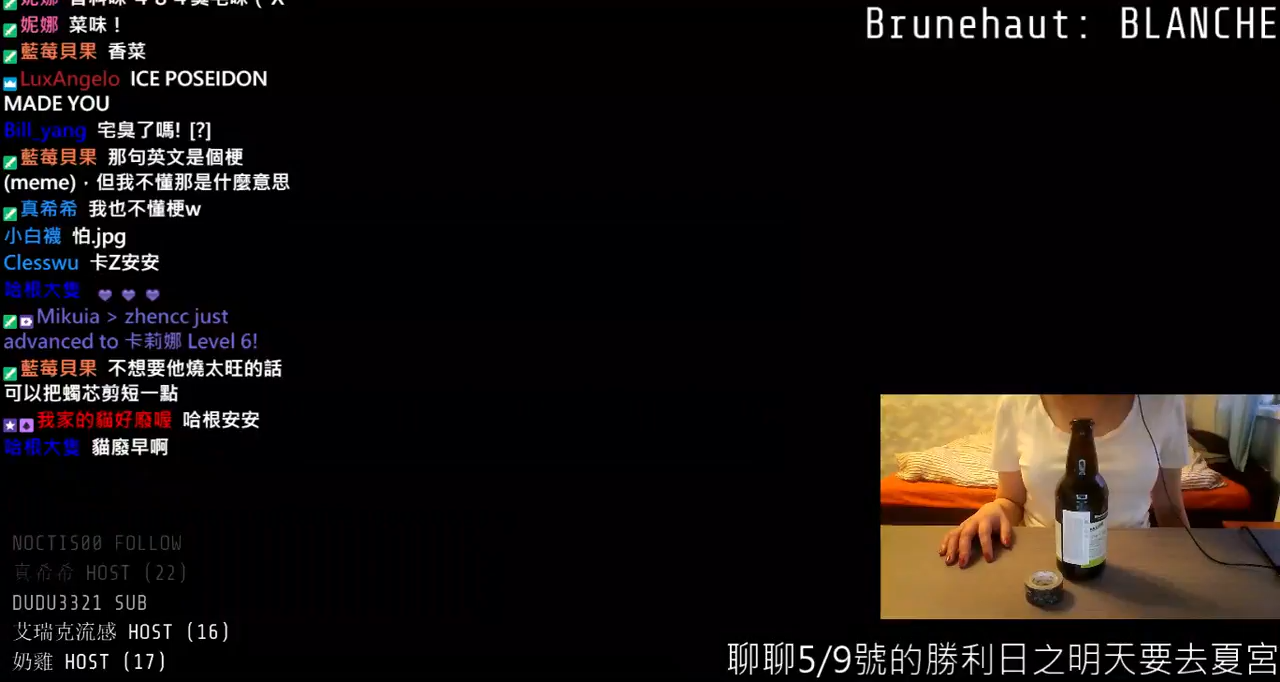 妮娜
妮娜 菜味！
藍莓貝果 香菜
LuxAngelo ICE POSEIDON
MADE YOU
Bill_yang 宅臭了嗎! [?]
藍莓貝果 那句英文是個梗
(meme)，但我不懂那是什麼意思
真希希 我也不懂梗w
小白襪 怕.jpg
Clesswu 卡Z安安
哈根大隻
Mikuia > zhencc just
advanced to 卡莉娜 Level 6!
藍莓貝果 不想要他燒太旺的話
可以把蠋芯剪短一點
我家的貓好廢喔 哈根安安
哈根大隻 貓廢早啊
NOCTIS00 FOLLOW
真希希 HOST (22)
DUDU3321 SUB
艾瑞克流感 HOST (16)
奶雞 HOST (17)
Brunehaut: BLANCHE
聊聊5/9號的勝利日之明天要去夏宮